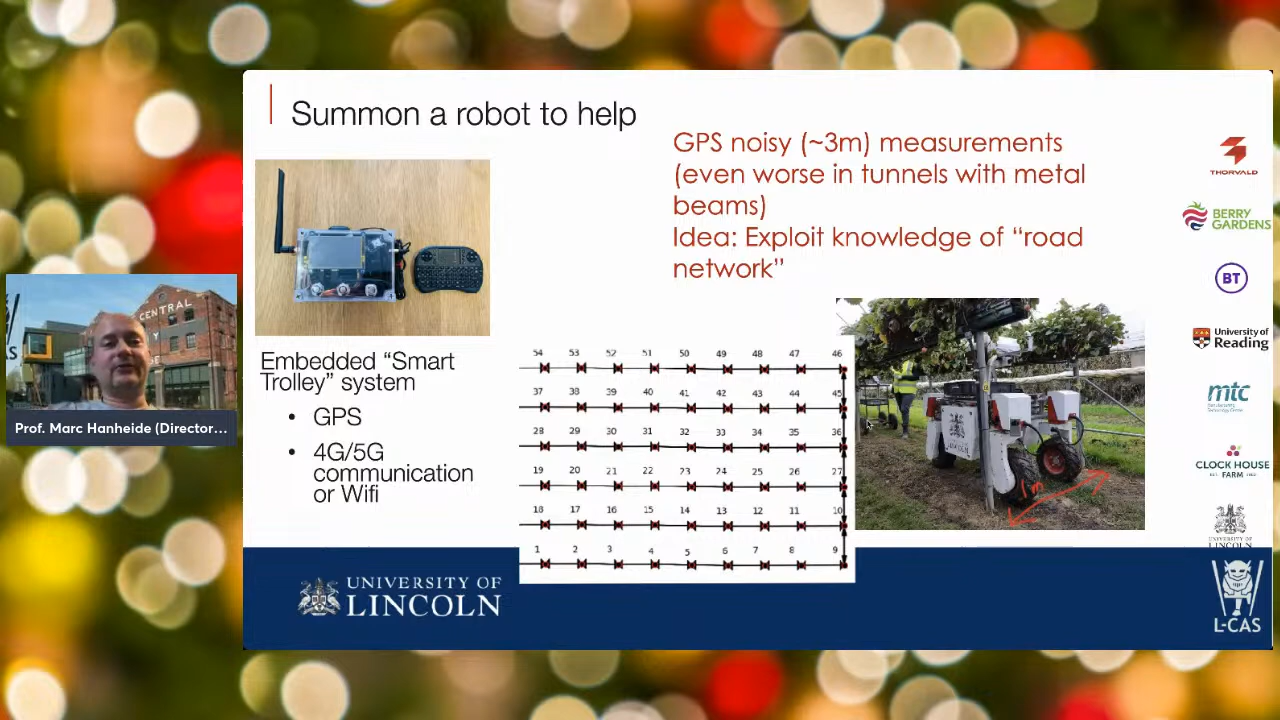 Summon a robot to help
GPS noisy (~3m) measurements
(even worse in tunnels with metal
beams)
Idea: Exploit knowledge of “road
network”
Embedded “Smart
Trolley” system
• GPS
• 4G/5G
communication
or Wifi
54 53 52 51 50 49 48 47 46
37 38 39 40 41 42 43 44 45
28 29 30 31 32 33 34 35 36
19 20 21 22 23 24 25 26 27
18 17 16 15 14 13 12 11 10
1 2 3 4 5 6 7 8 9
1m
THORVALD
BERRY
GARDENS
BT
University of
Reading
mtc
CLOCK HOUSE
FARM
UNIVERSITY OF
LINCOLN
L-CAS
UNIVERSITY OF
LINCOLN
CENTRAL
Prof. Marc Hanheide (Director...